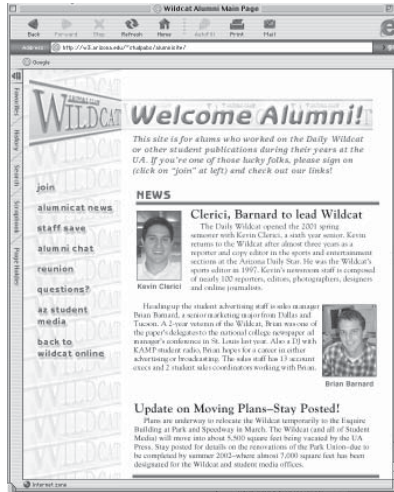 Wildcat Alumni Main Page
Back Forward Stop Refresh Home AutoFill Print Mail
Address http://w3.arizona.edu/
Google
Favorites
History
Search
Scrapbook
Page Holder
WILDCAT
Welcome Alumni!
This site is for alums who worked on the Daily Wildcat
or other student publications during their years at the
UA. If you're one of those lucky folks, please sign on
(click on "join" at left) and check out our links!
join
alumnicat news
staff save
alumni chat
reunion
questions?
az student
media
back to
wildcat online
NEWS
Clerici, Barnard to lead Wildcat
The Daily Wildcat opened the 2001 spring
semester with Kevin Clerici, a sixth year senior. Kevin
returns to the Wildcat after almost three years as a
reporter and copy editor in the sports and entertainment
sections at the Arizona Daily Star. He was the Wildcat's
sports editor in 1997. Kevin's newsroom staff is composed
of nearly 100 reporters, editors, photographers, designers
and online journalists.
Kevin Clerici
Heading up the student advertising staff is sales manager
Brian Barnard, a senior marketing major from Dallas and
Tucson. A 2-year veteran of the Wildcat, Brian was one of
the paper's delegates to the national college newspaper ad
manager's conference in St. Louis last year. Also a DJ with
KAMP student radio, Brian hopes for a career in either
advertising or broadcasting. The sales staff has 13 account
execs and 2 student sales coordinators working with Brian.
Brian Barnard
Update on Moving Plans–Stay Posted!
Plans are underway to relocate the Wildcat temporarily to the Esquire
Building at Park and Speedway in March. The Wildcat (and all of Student
Media) will move into about 5,500 square feet being vacated by the UA
Press. Stay posted for details on the renovations of the Park Union–due to
be completed by summer 2002–where almost 7,000 square feet has been
designated for the Wildcat and student media offices.
Internet zone